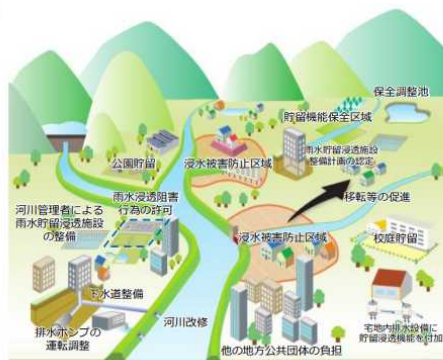 保全調整池
貯留機能保全区域
雨水貯留浸透施設
整備計画の認定
公園貯留
浸水被害防止区域
移転等の促進
雨水浸透阻害
行為の許可
河川管理者による
雨水貯留浸透施設
の整備
浸水被害防止区域
校庭貯留
下水道整備
宅地内排水設備に
貯留浸透機能を付加
排水ポンプの
運転調整
河川改修
他の地方公共団体の負担